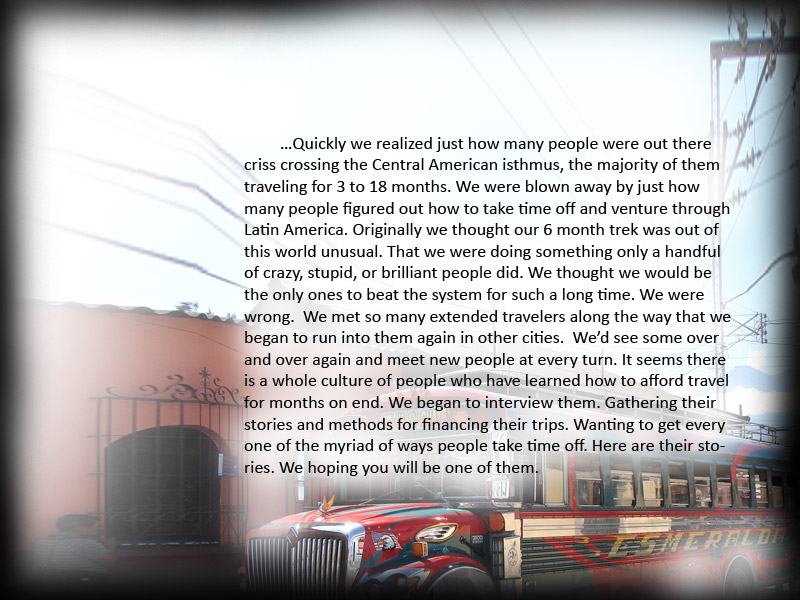 ...Quickly we realized just how many people were out there
criss crossing the Central American isthmus, the majority of them
traveling for 3 to 18 months. We were blown away by just how
many people figured out how to take time off and venture through
Latin America. Originally we thought our 6 month trek was out of
this world unusual. That we were doing something only a handful
of crazy, stupid, or brilliant people did. We thought we would be
the only ones to beat the system for such a long time. We were
wrong.  We met so many extended travelers along the way that we
began to run into them again in other cities.  We’d see some over
and over again and meet new people at every turn. It seems there
is a whole culture of people who have learned how to afford travel
for months on end. We began to interview them. Gathering their
stories and methods for financing their trips. Wanting to get every
one of the myriad of ways people take time off. Here are their sto-
ries. We hoping you will be one of them.
ESMERALDA